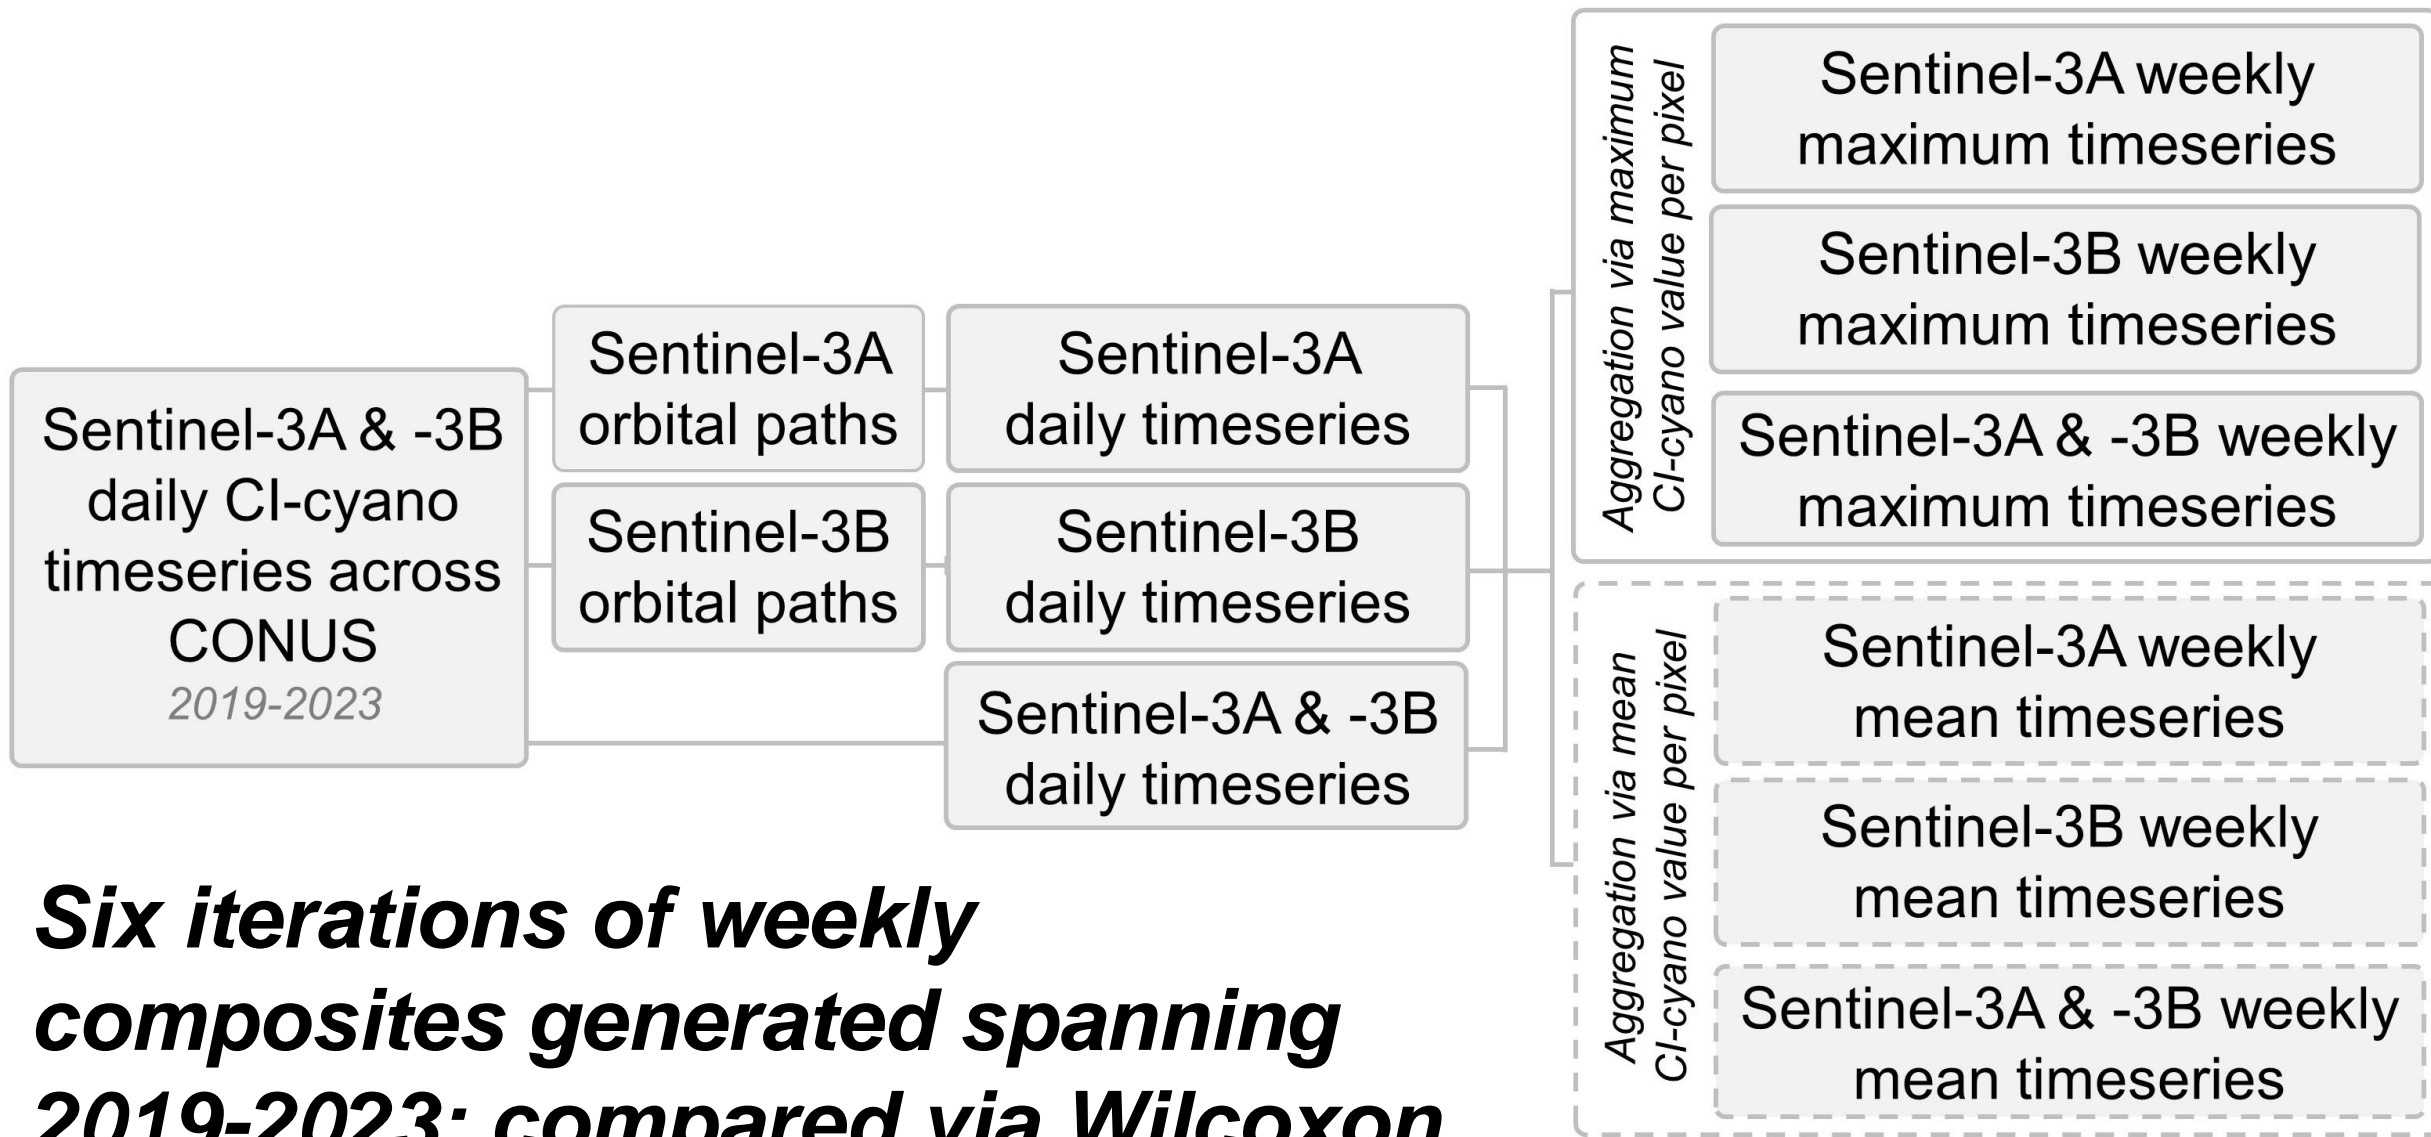 Sentinel-3A & -3B
daily CI-cyano
timeseries across
CONUS
2019-2023
Sentinel-3A
orbital paths
Sentinel-3B
orbital paths
Sentinel-3A
daily timeseries
Sentinel-3B
daily timeseries
Sentinel-3A & -3B
daily timeseries
Aggregation via maximum
CI-cyano value per pixel
Sentinel-3A weekly
maximum timeseries
Sentinel-3B weekly
maximum timeseries
Sentinel-3A & -3B weekly
maximum timeseries
Aggregation via mean
CI-cyano value per pixel
Sentinel-3A weekly
mean timeseries
Sentinel-3B weekly
mean timeseries
Sentinel-3A & -3B weekly
mean timeseries
Six iterations of weekly
composites generated spanning
2019-2023; compared via Wilcoxon